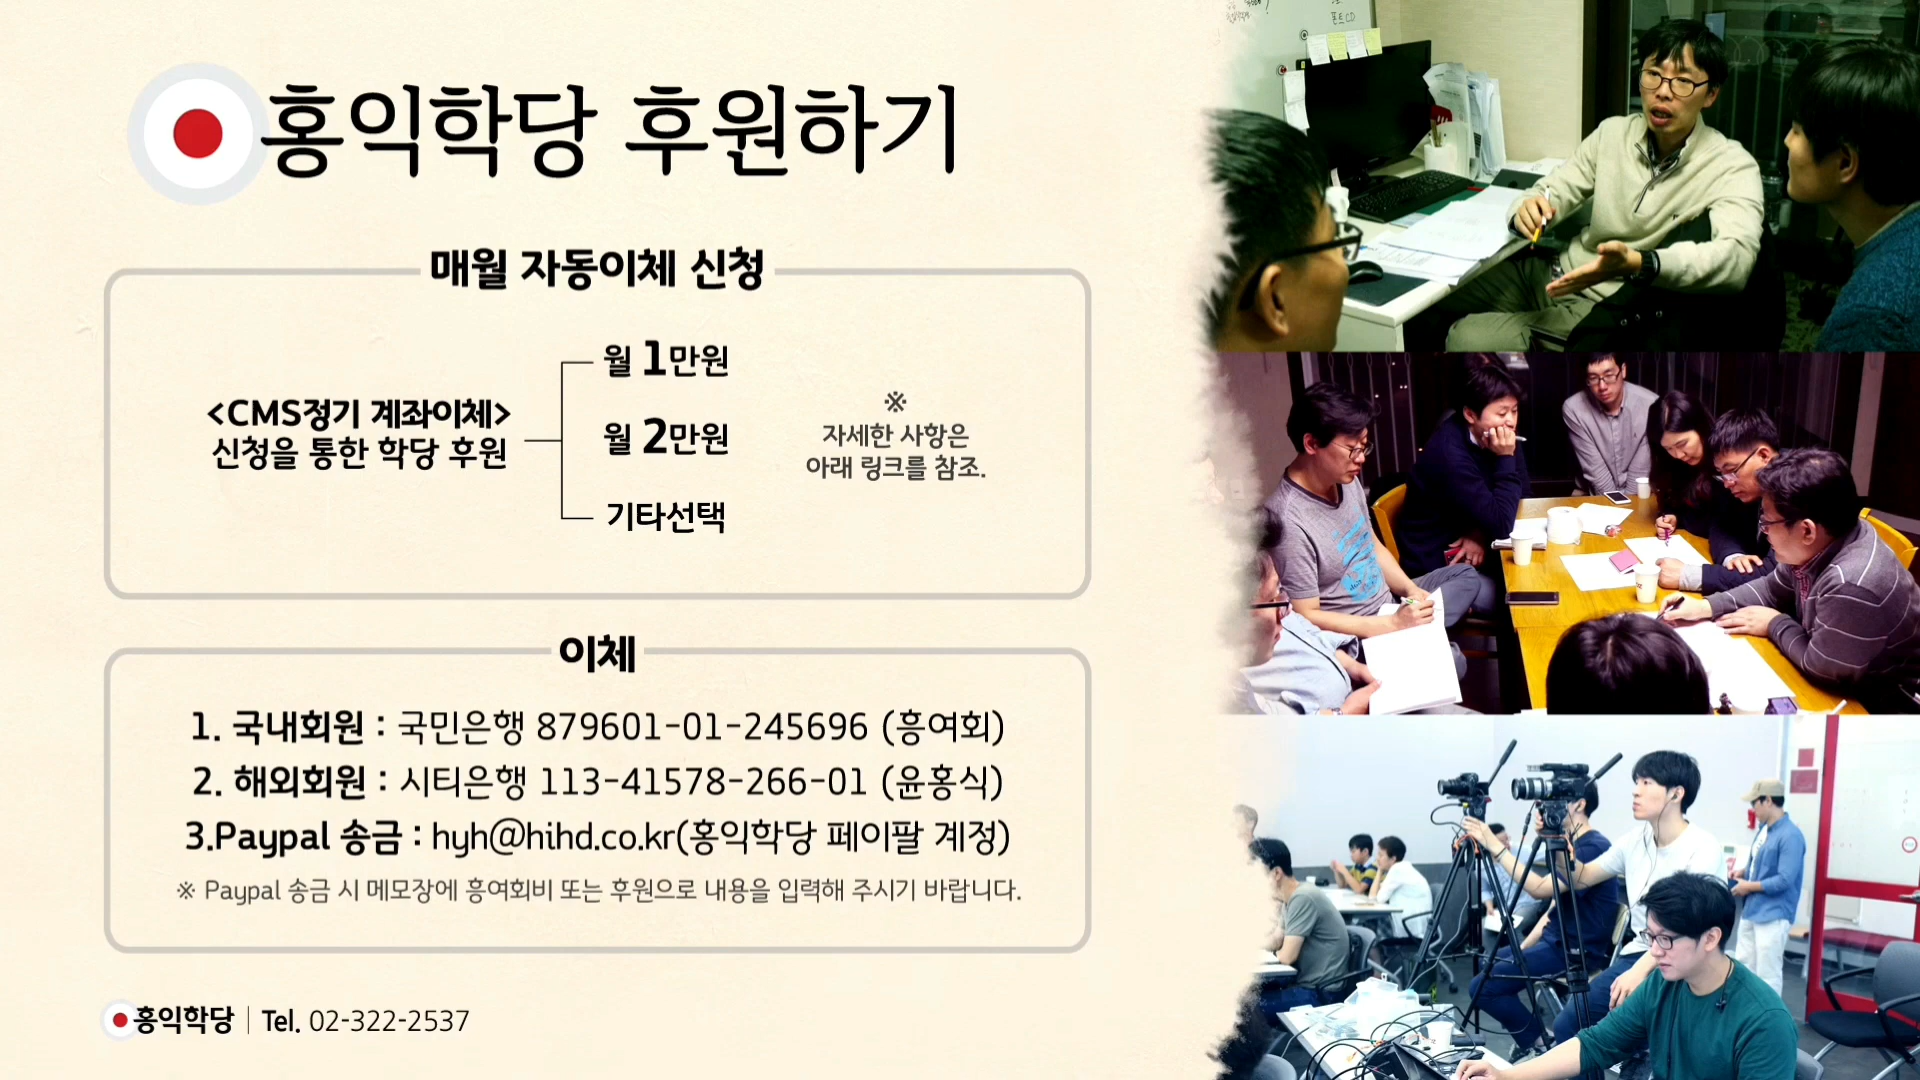 홍익학당 후원하기
매월 자동이체 신청
<CMS정기 계좌이체>
신청을 통한 학당 후원
월 1만원
월 2만원
기타선택
※
자세한 사항은
아래 링크를 참조.
이체
1. 국내회원 : 국민은행 879601-01-245696 (흥여회)
2. 해외회원 : 시티은행 113-41578-266-01 (윤홍식)
3.Paypal 송금 : hyh@hihd.co.kr(홍익학당 페이팔 계정)
※ Paypal 송금 시 메모장에 흥여회비 또는 후원으로 내용을 입력해 주시기 바랍니다.
홍익학당 | Tel. 02-322-2537
폰트CD